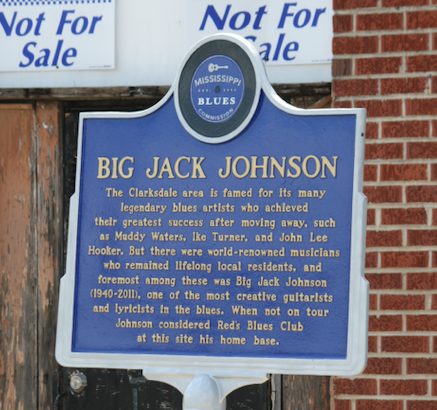 Not For
Sale
Not For
Sale
MISSISSIPPI
BLUES
COMMISSION
BIG JACK JOHNSON
The Clarksdale area is famed for its many
legendary blues artists who achieved
their greatest success after moving away, such
as Muddy Waters, Ike Turner, and John Lee
Hooker. But there were world-renowned musicians
who remained lifelong local residents, and
foremost among these was Big Jack Johnson
(1940-2011), one of the most creative guitarists
and lyricists in the blues. When not on tour
Johnson considered Red's Blues Club
at this site his home base.